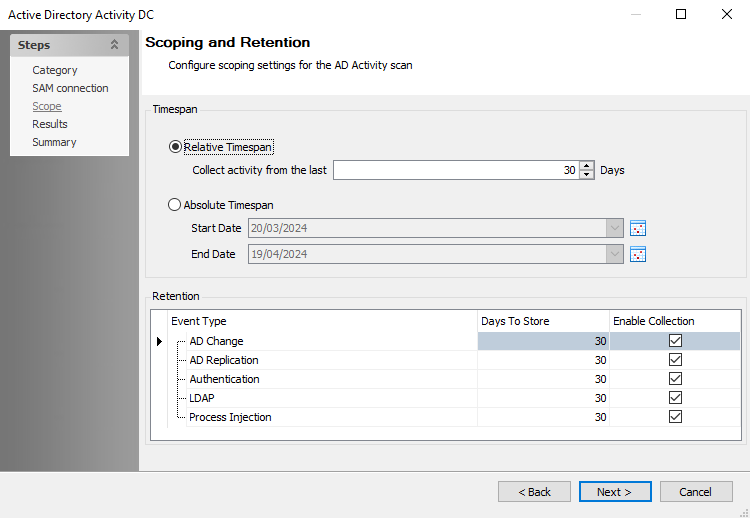 Active Directory Activity DC
Steps
Category
SAM connection
Scope
Results
Summary
Scoping and Retention
Configure scoping settings for the AD Activity scan
Timespan
Relative Timespan
Collect activity from the last 30 Days
Absolute Timespan
Start Date 20/03/2024
End Date 19/04/2024
Retention
Event Type Days To Store Enable Collection
AD Change 30
AD Replication 30
Authentication 30
LDAP 30
Process Injection 30
< Back Next > Cancel